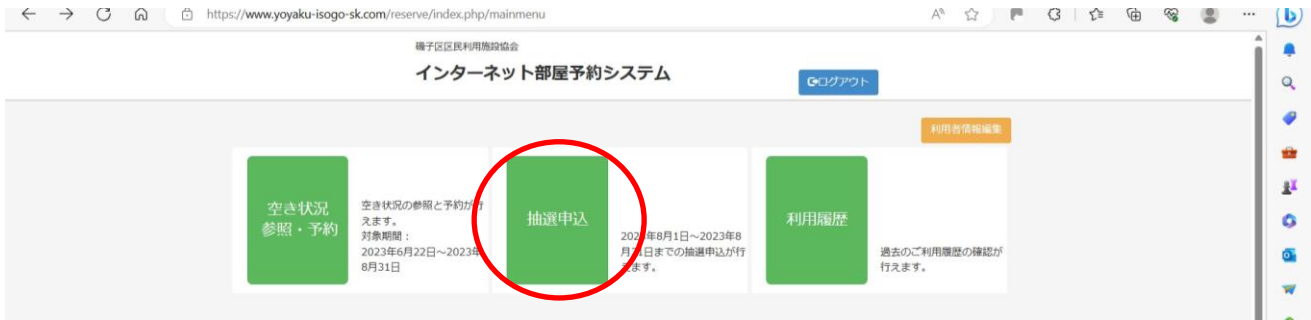 https://www.yoyaku-isogo-sk.com/reserve/index.php/mainmenu
磯子区区民利用施設協会
インターネット部屋予約システム
ログアウト
利用者情報編集
空き状況
参照・予約
空き状況の参照と予約が行
えます。
対象期間：
2023年6月22日～2023年
8月31日
抽選申込
2023年8月1日～2023年8
月31日までの抽選申込が行
えます。
利用履歴
過去のご利用履歴の確認が
行えます。